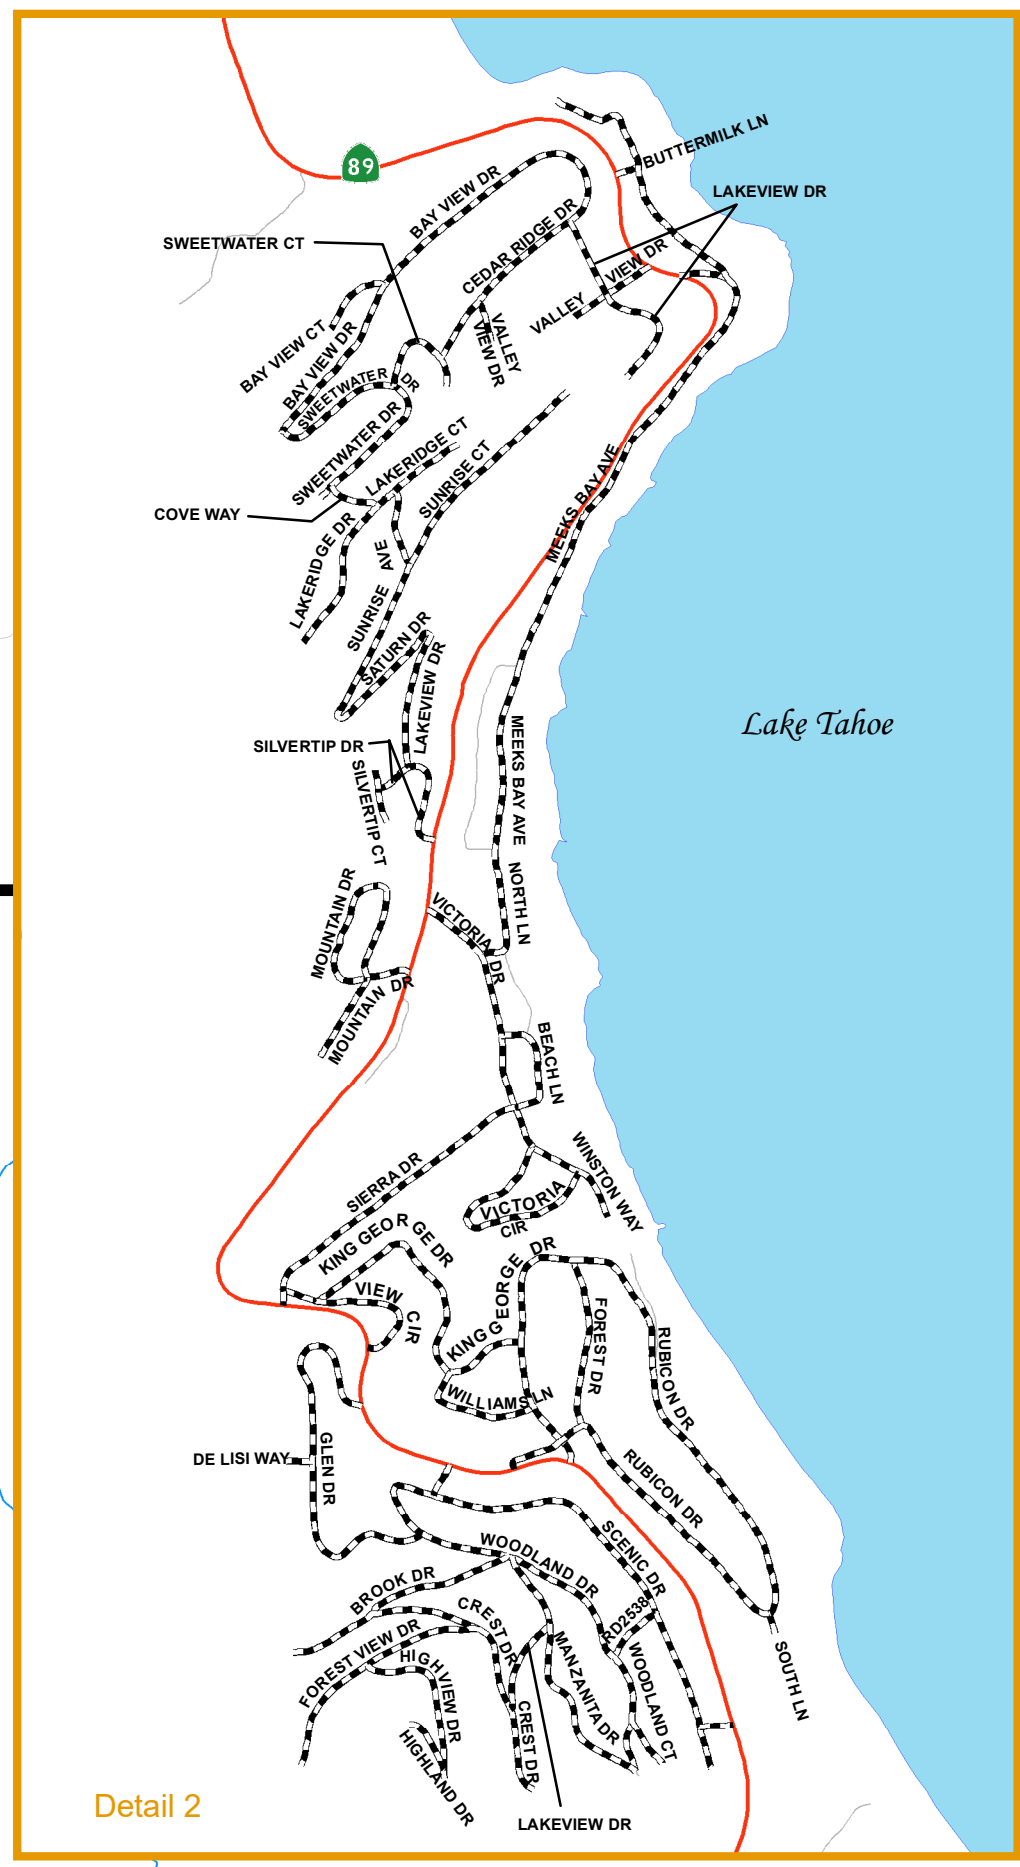 BUTTERMILK LN
89
LAKEVIEW DR
BAY VIEW DR
SWEETWATER CT
CEDAR RIDGE DR
VALLEY VIEW DR
VALLEY
VIEW DR
BAY VIEW CT
BAY VIEW DR
SWEETWATER DR
SWEETWATER DR
LAKERIDGE CT
SUNRISE CT
COVE WAY
LAKERIDGE DR
MEEKS BAY AVE
SUNRISE AVE
SATURN DR
LAKEVIEW DR
Lake Tahoe
SILVERTIP DR
SILVERTIP CT
MEEKS BAY AVE
NORTH LN
MOUNTAIN DR
VICTORIA DR
MOUNTAIN DR
BEACH LN
SIERRA DR
WINSTON WAY
VICTORIA
CIR
KING GEORGE DR
VIEW CIR
KING GEORGE DR
FOREST DR
RUBICON DR
WILLIAMS LN
DE LISI WAY
GLEN DR
RUBICON DR
SCENIC DR
WOODLAND DR
BROOK DR
CREST DR
RD2538
FOREST VIEW DR
HIGHVIEW DR
MANZANITA DR
WOODLAND CT
SOUTH LN
CREST DR
HIGHLAND DR
Detail 2
LAKEVIEW DR